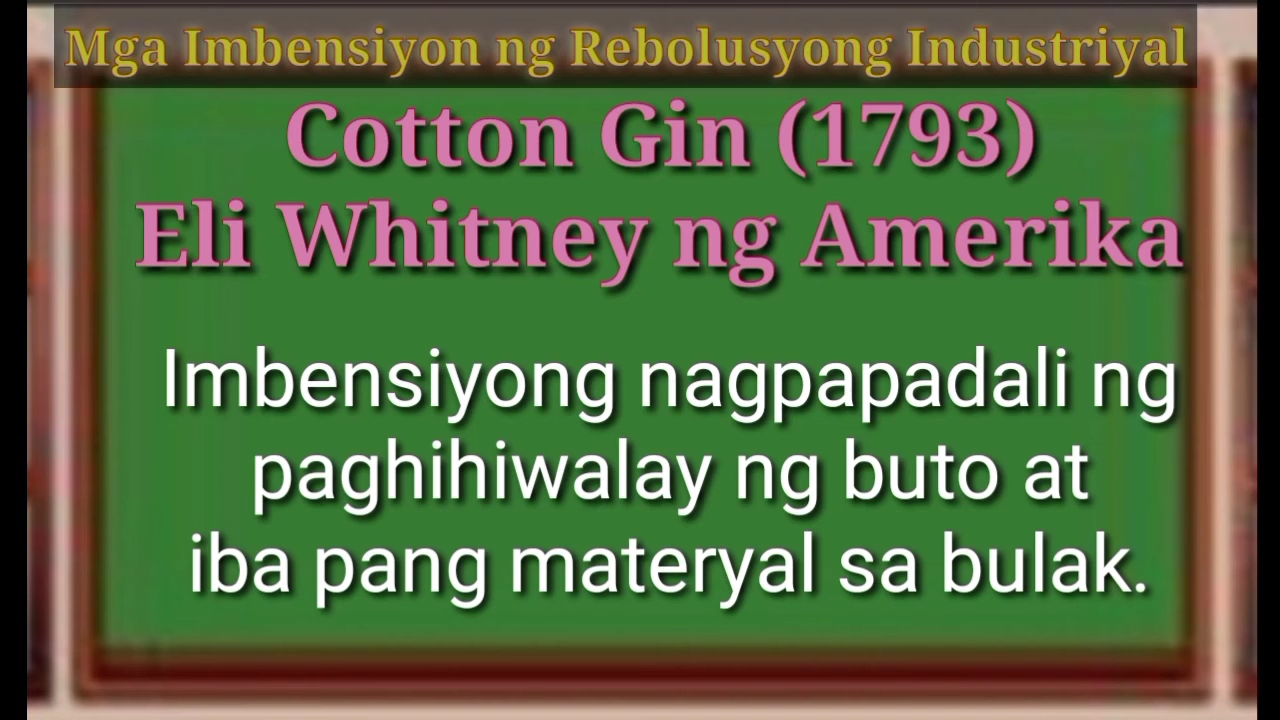 Mga Imbensiyon ng Rebolusyong Industriyal
Cotton Gin (1793)
Eli Whitney ng Amerika
Imbensiyong nagpapadali ng
paghihiwalay ng buto at
iba pang materyal sa bulak.